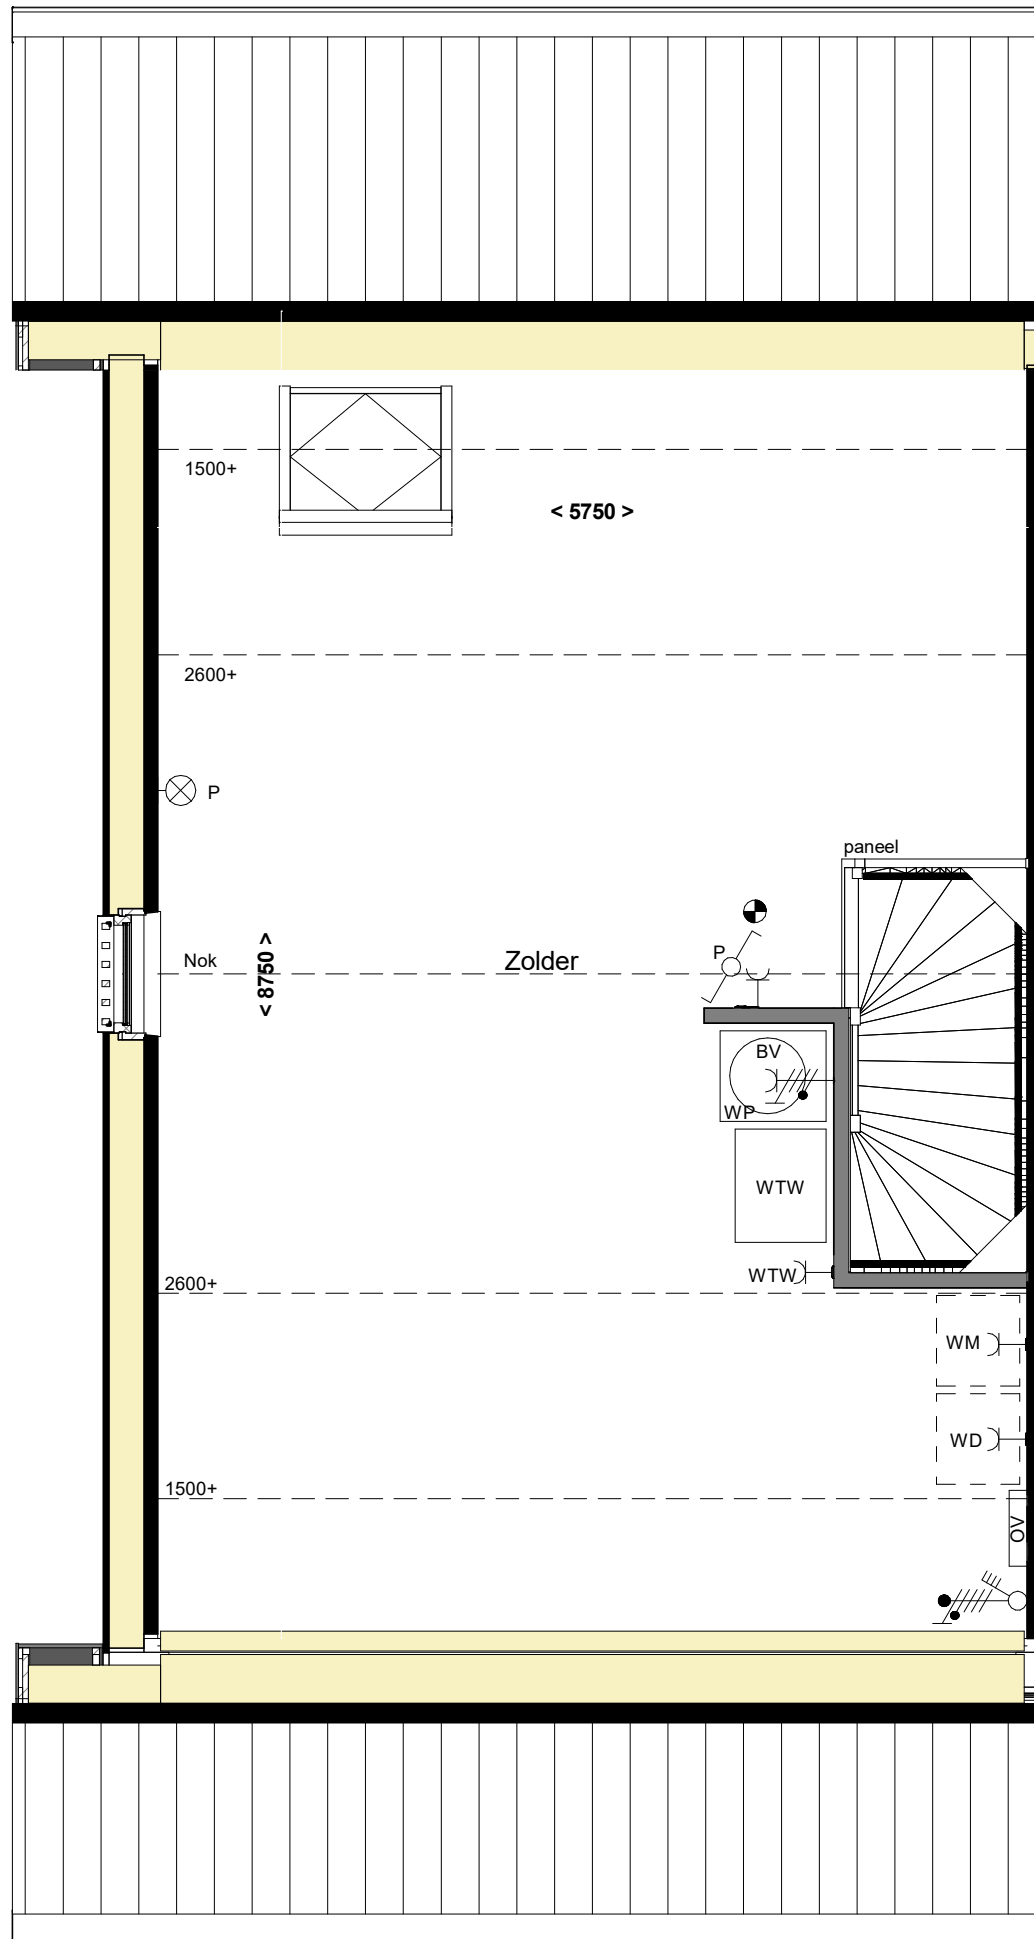 1500+
< 5750 >
2600+
P
paneel
P
Nok
< 8750 >
Zolder
BV
WP
WTW
WTW
2600+
WM
WD
1500+
OV